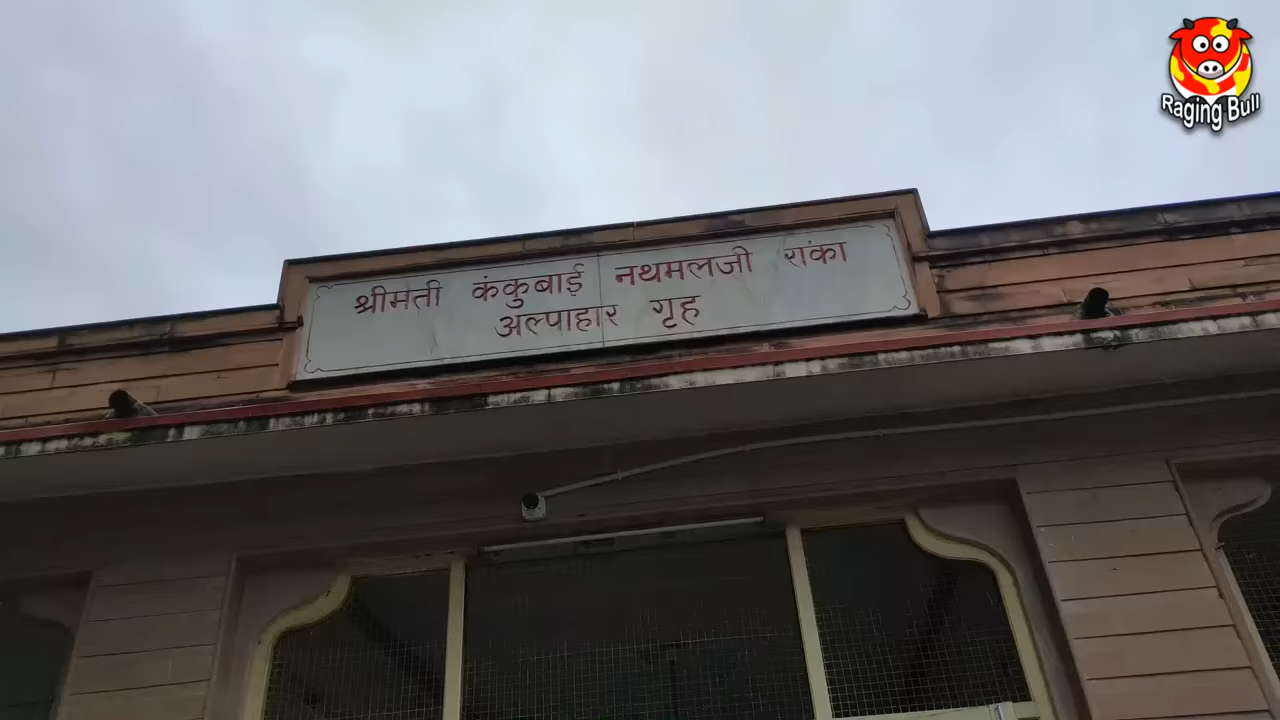 श्रीमती कंकुबाई नथमलजी रांका
अल्पाहार गृह
Raging Bull